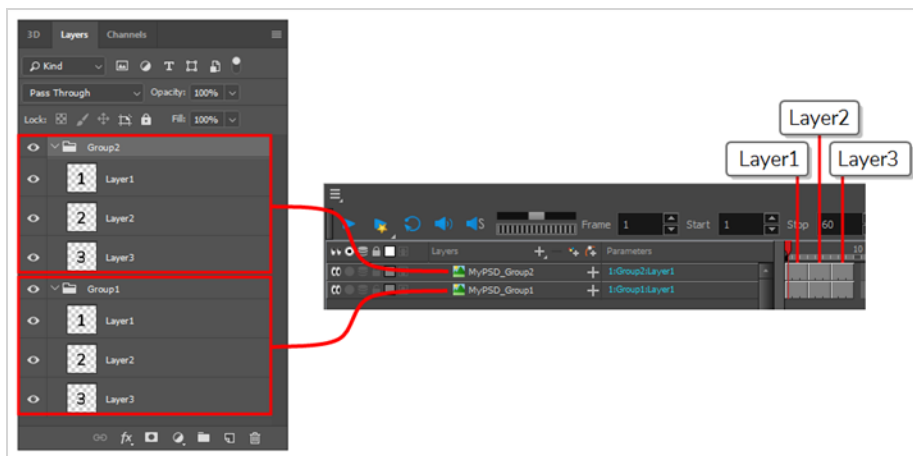 3D Layers Channels
Kind
Pass Through Opacity: 100%
Lock: Fill: 100%
Group2
1 Layer1
2 Layer2
3 Layer3
Group1
1 Layer1
2 Layer2
3 Layer3
fx
Layer2
Layer1 Layer3
S Frame 1 Start 1 Stop 60
Layers Parameters 10
MyPSD_Group2 1:Group2:Layer1
MyPSD_Group1 1:Group1:Layer1